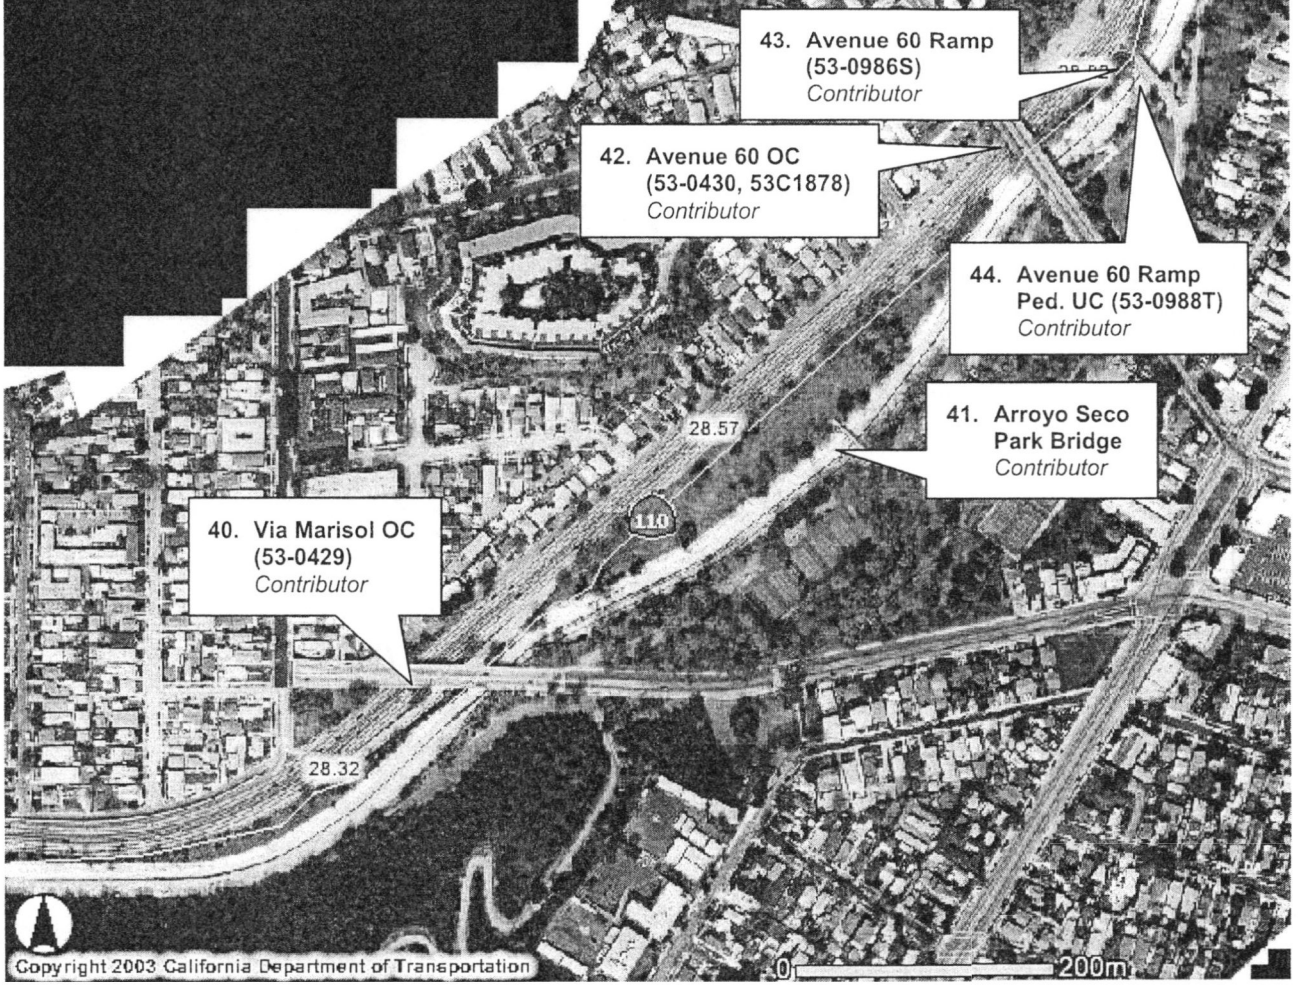 43. Avenue 60 Ramp
(53-0986S)
Contributor
42. Avenue 60 OC
(53-0430, 53C1878)
Contributor
44. Avenue 60 Ramp
Ped. UC (53-0988T)
Contributor
41. Arroyo Seco
Park Bridge
Contributor
28.57
110
40. Via Marisol OC
(53-0429)
Contributor
28.32
Copyright 2003 California Department of Transportation
0 200m